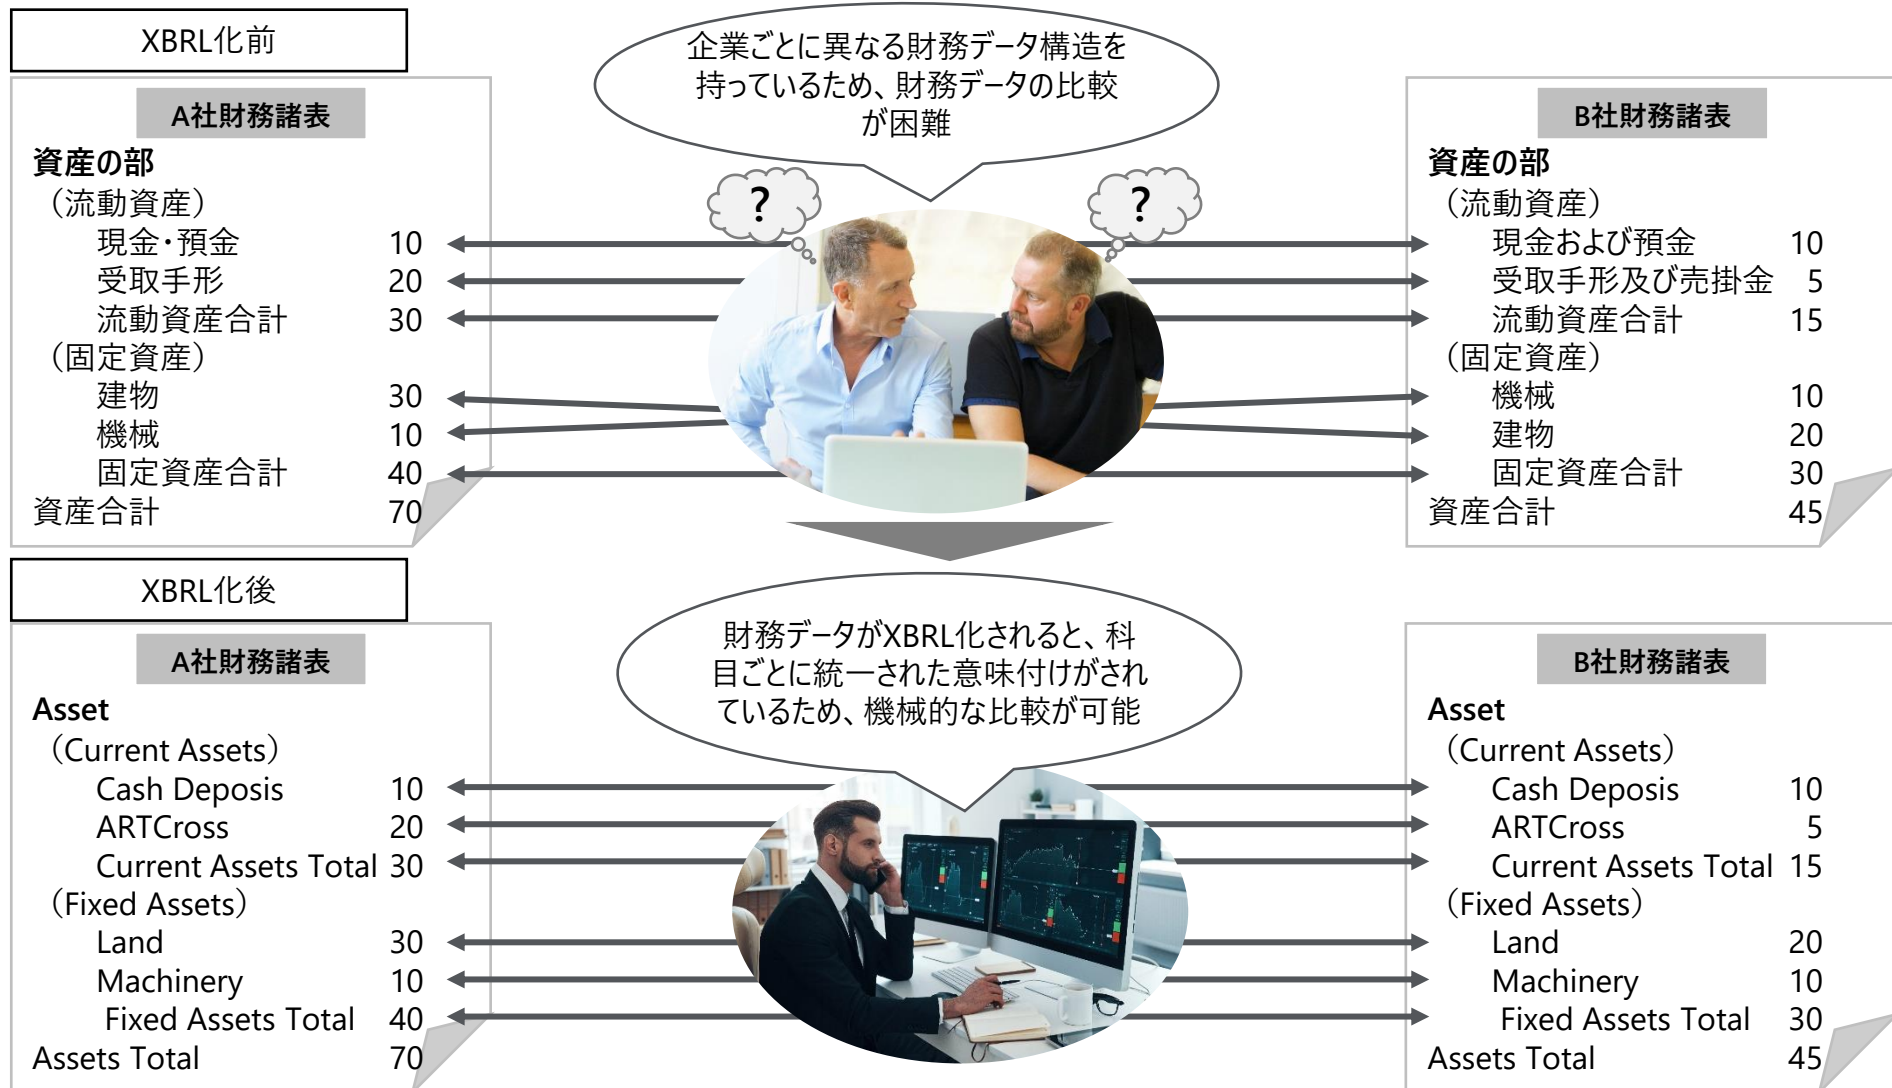 XBRL化前
企業ごとに異なる財務データ構造を
持っているため、財務データの比較
が困難
A社財務諸表
資産の部
（流動資産）
現金・預金 10
受取手形 20
流動資産合計 30
（固定資産）
建物 30
機械 10
固定資産合計 40
資産合計 70
?
?
B社財務諸表
資産の部
（流動資産）
現金および預金 10
受取手形及び売掛金 5
流動資産合計 15
（固定資産）
機械 10
建物 20
固定資産合計 30
資産合計 45
XBRL化後
財務データがXBRL化されると、科
目ごとに統一された意味付けがされ
ているため、機械的な比較が可能
A社財務諸表
Asset
（Current Assets）
Cash Deposis 10
ARTCross 20
Current Assets Total 30
（Fixed Assets）
Land 30
Machinery 10
Fixed Assets Total 40
Assets Total 70
B社財務諸表
Asset
（Current Assets）
Cash Deposis 10
ARTCross 5
Current Assets Total 15
（Fixed Assets）
Land 20
Machinery 10
Fixed Assets Total 30
Assets Total 45